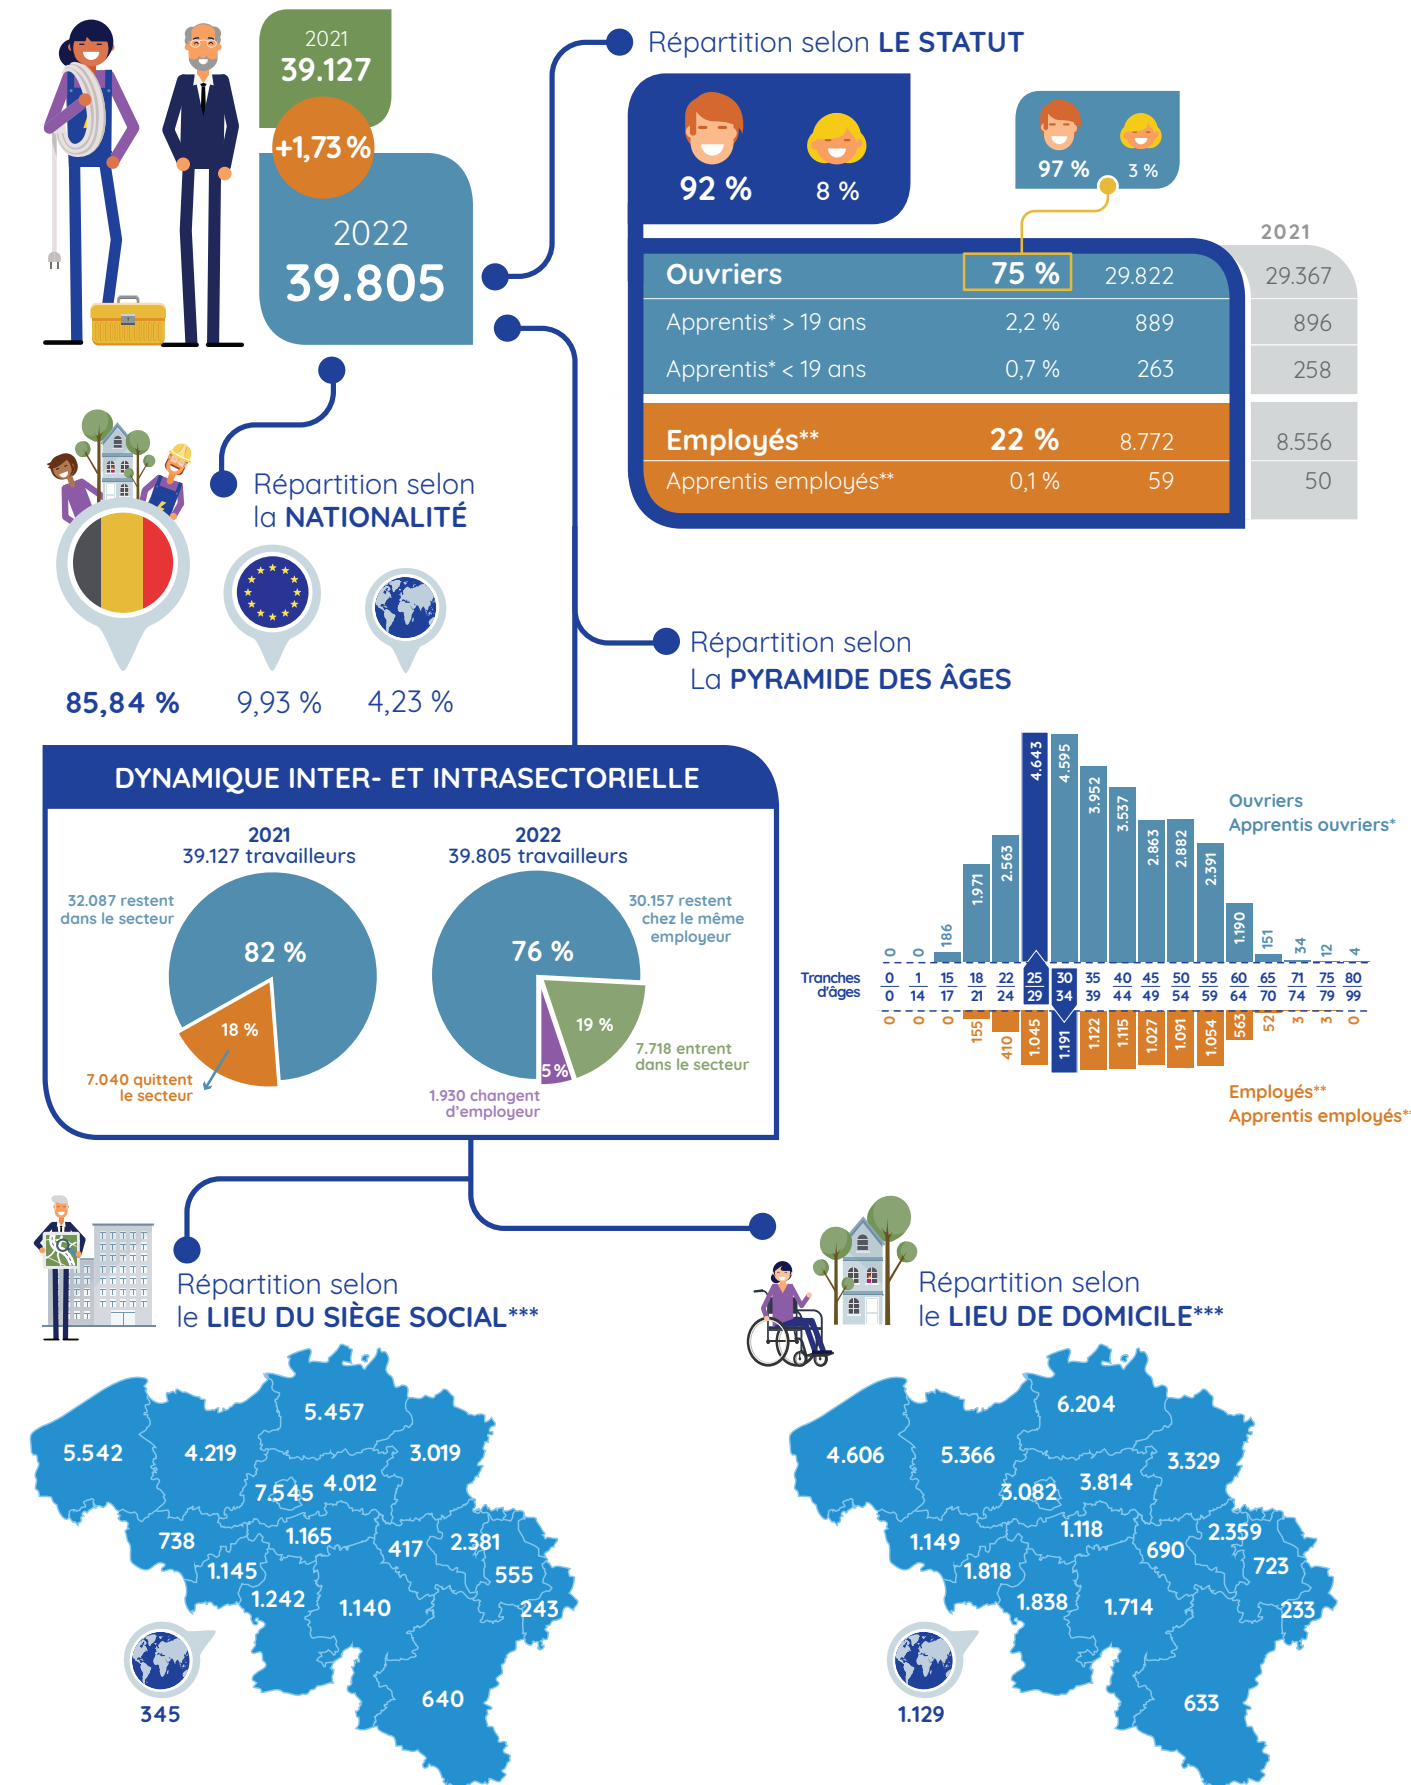 2021
39.127
+1,73 %
2022
39.805
Répartition selon LE STATUT
92 %
8 %
97 %
3 %
2021
Ouvriers 75 % 29.822 29.367
Apprentis* > 19 ans 2,2 % 889 896
Apprentis* < 19 ans 0,7 % 263 258
Employés** 22 % 8.772 8.556
Apprentis employés** 0,1 % 59 50
Répartition selon
la NATIONALITÉ
85,84 %
9,93 %
4,23 %
Répartition selon
La PYRAMIDE DES ÂGES
Ouvriers
Apprentis ouvriers*
0 0 186 1.971 2.563 4.643 4.595 3.952 3.537 2.863 2.882 2.391 1.190 151 34 12 4
Tranches
d'âges
0 1 15 18 22 25 30 35 40 45 50 55 60 65 71 75 80
0 14 17 21 24 29 34 39 44 49 54 59 64 70 74 79 99
0 0 0 155 410 1.045 1.191 1.122 1.115 1.027 1.091 1.054 563 52 3 3 0
Employés**
Apprentis employés**
DYNAMIQUE INTER- ET INTRASECTORIELLE
2021
39.127 travailleurs
32.087 restent
dans le secteur
82 %
18 %
7.040 quittent
le secteur
2022
39.805 travailleurs
30.157 restent
chez le même
employeur
76 %
19 %
5 %
7.718 entrent
dans le secteur
1.930 changent
d'employeur
Répartition selon
le LIEU DU SIÈGE SOCIAL***
5.457
5.542
4.219
3.019
7.545
4.012
738
1.165
417
2.381
1.145
555
1.242
1.140
243
640
345
Répartition selon
le LIEU DE DOMICILE***
6.204
4.606
5.366
3.329
3.082
3.814
1.149
1.118
690
2.359
1.818
723
1.838
1.714
233
633
1.129